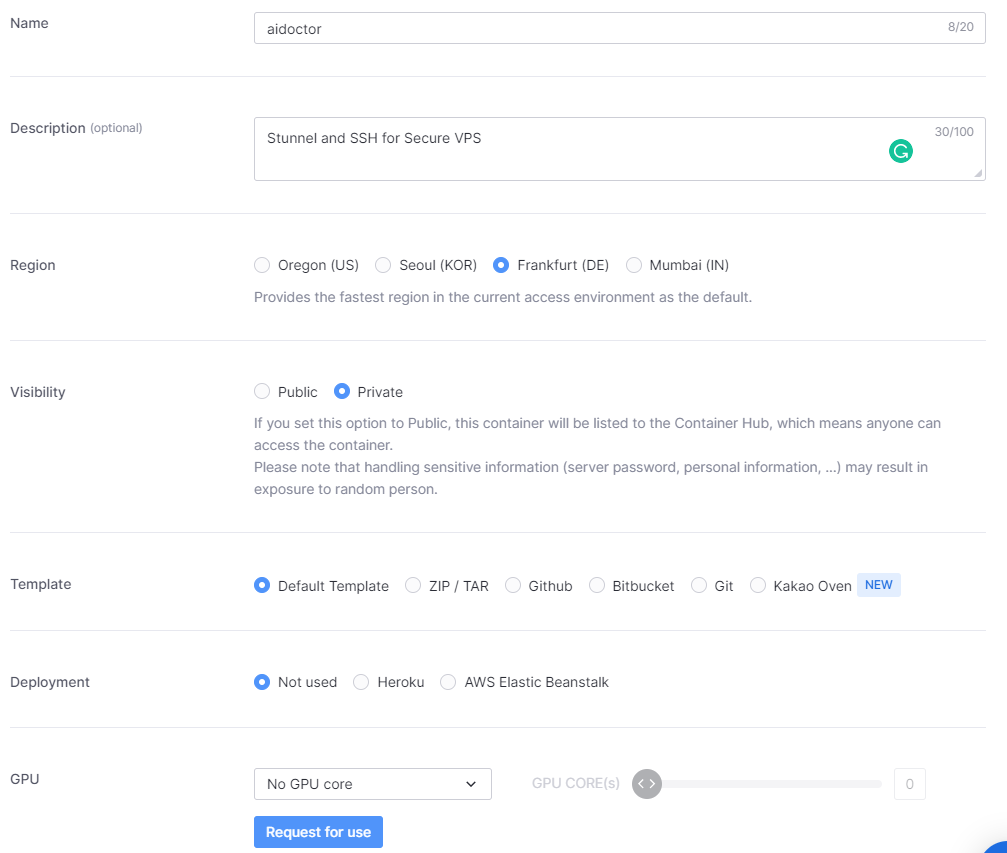 Name
aidoctor
8/20
Description (optional)
30/100
Stunnel and SSH for Secure VPS
Region
Oregon (US) Seoul (KOR) Frankfurt (DE) Mumbai (IN)
Provides the fastest region in the current access environment as the default.
Visibility
Public Private
If you set this option to Public, this container will be listed to the Container Hub, which means anyone can
access the container.
Please note that handling sensitive information (server password, personal information, ...) may result in
exposure to random person.
Template
Default Template ZIP / TAR Github Bitbucket Git Kakao Oven NEW
Deployment
Not used Heroku AWS Elastic Beanstalk
GPU
No GPU core
GPU CORE(s)
0
Request for use